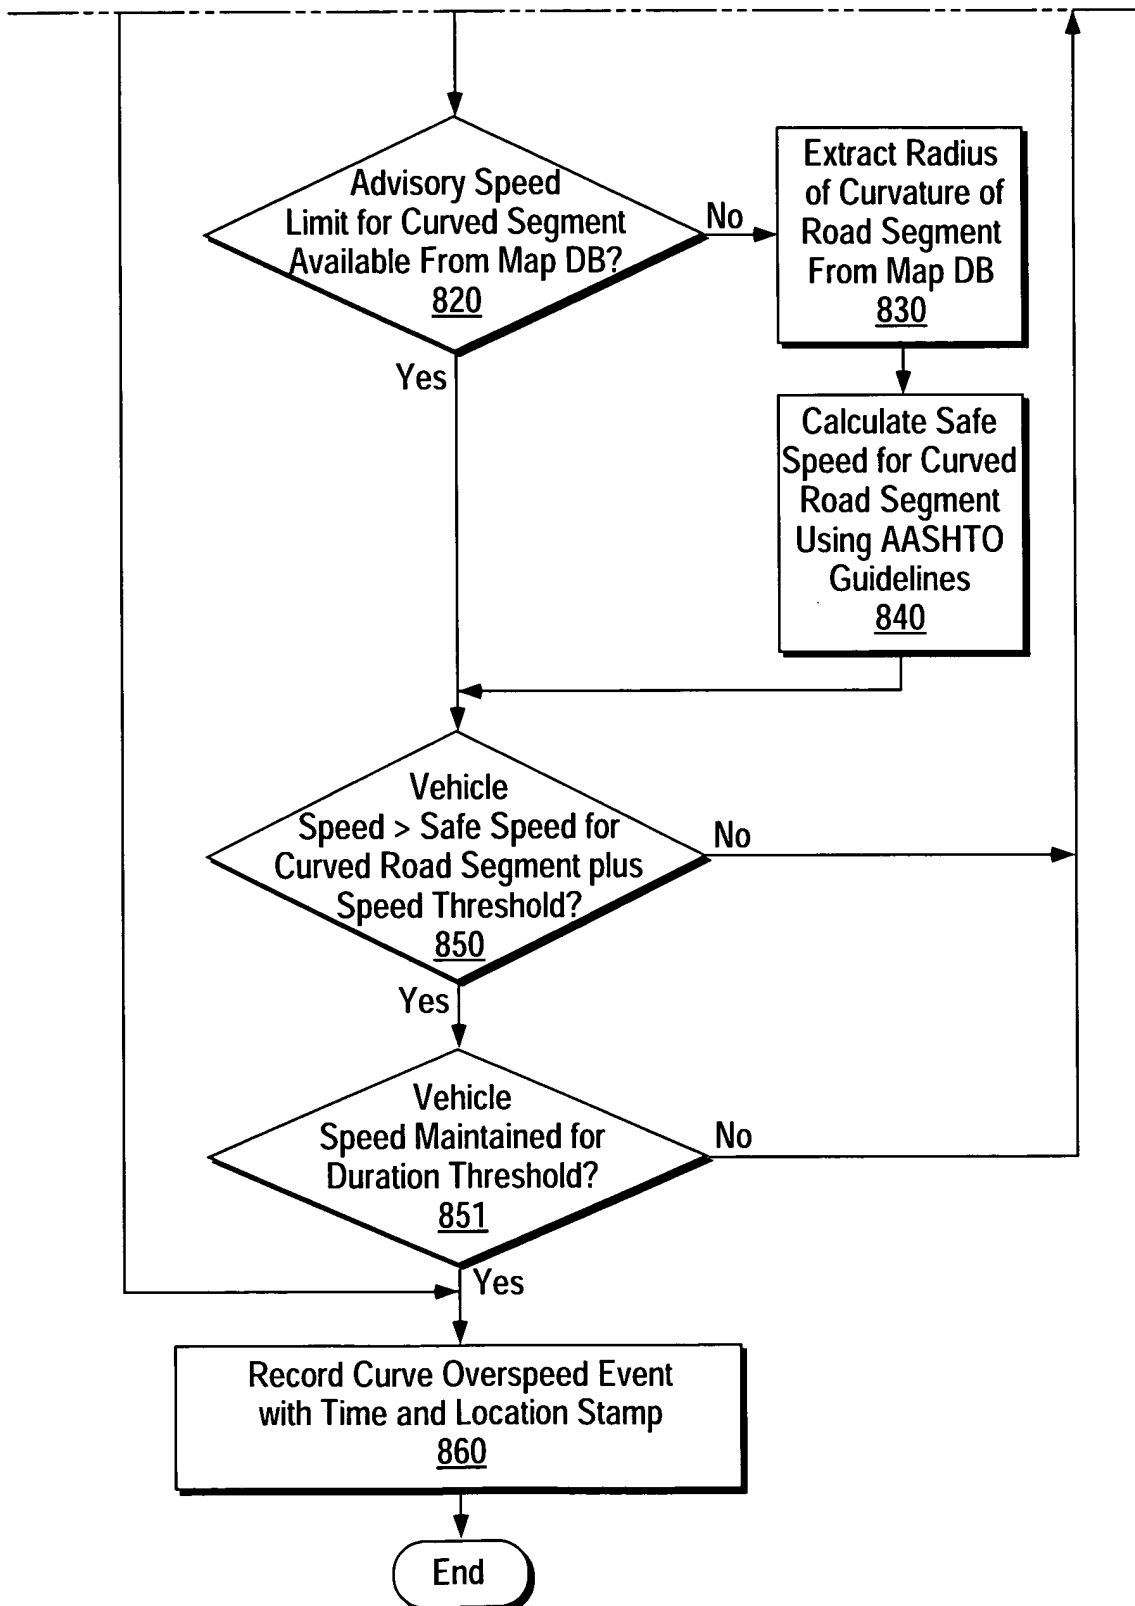 Advisory Speed
Limit for Curved Segment
Available From Map DB?
820
No
Extract Radius
of Curvature of
Road Segment
From Map DB
830
Yes
Calculate Safe
Speed for Curved
Road Segment
Using AASHTO
Guidelines
840
Vehicle
Speed > Safe Speed for
Curved Road Segment plus
Speed Threshold?
850
No
Yes
Vehicle
Speed Maintained for
Duration Threshold?
851
No
Yes
Record Curve Overspeed Event
with Time and Location Stamp
860
End